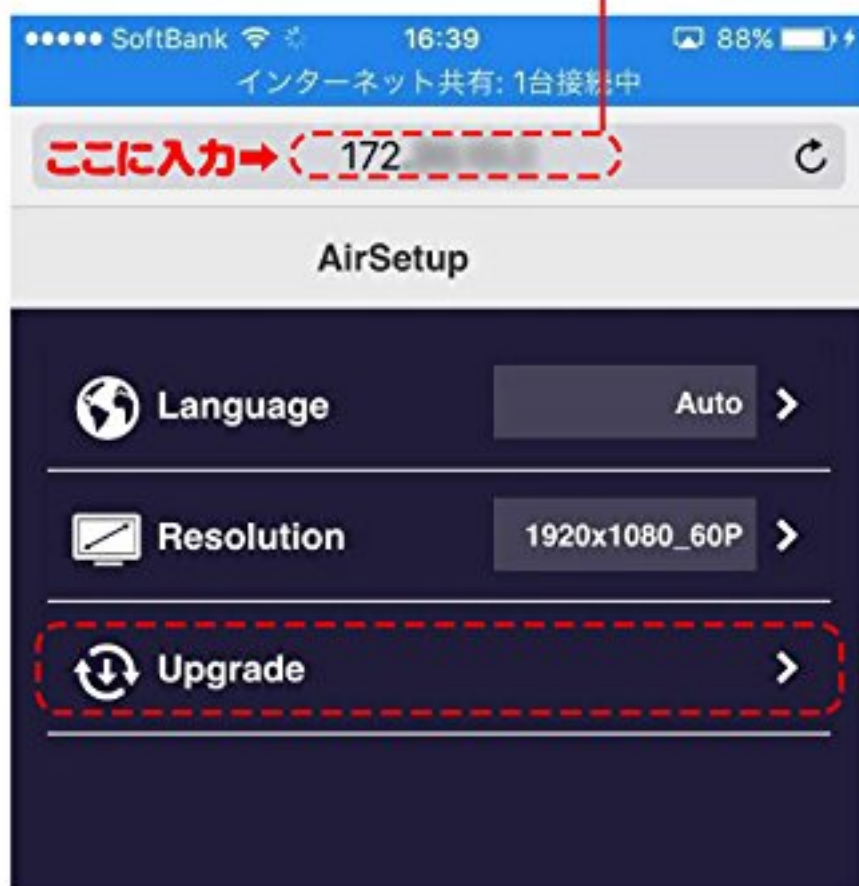 ●●●●● SoftBank 16:39 88%
インターネット共有: 1台接続中
ここに入力➡ 172
AirSetup
Language Auto
Resolution 1920x1080_60P
Upgrade